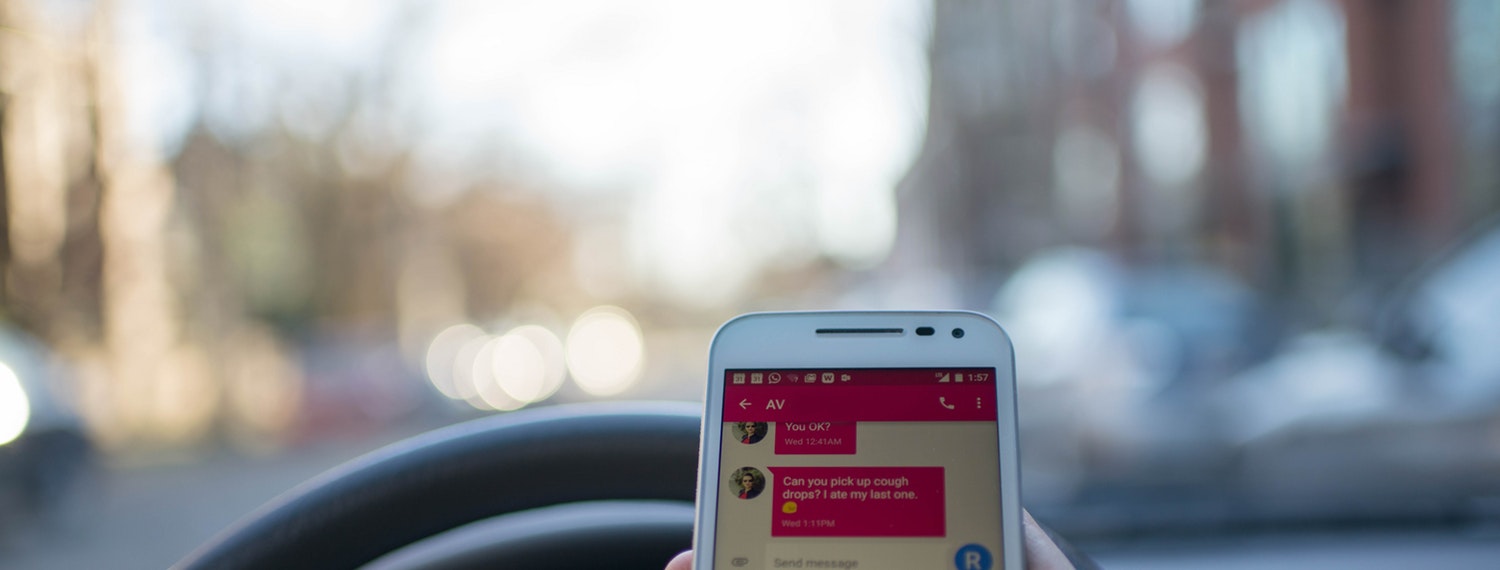 1:57
AV
You OK?
Wed 12:41AM
Can you pick up cough
drops? I ate my last one.
Wed 1:11PM
Send message
R